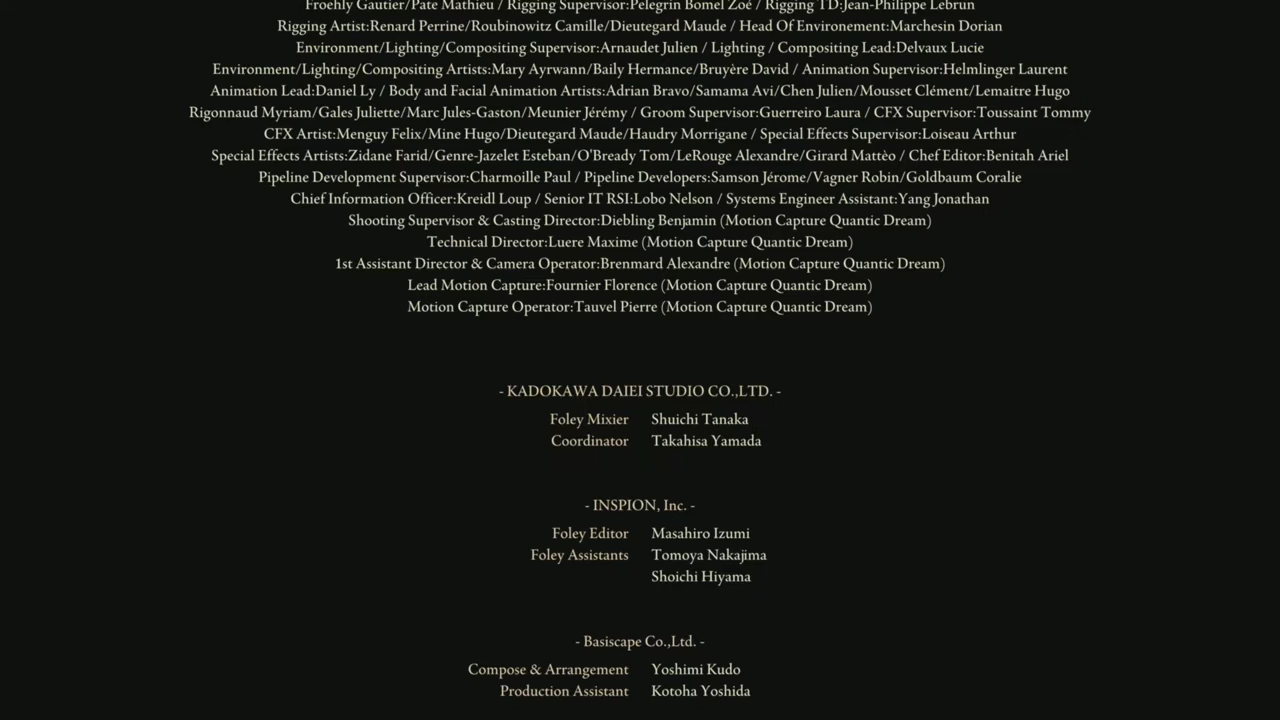 Froehly Gautier/Pate Mathieu / Rigging Supervisor:Pelegrin Bomel Zoé / Rigging TD:Jean-Philippe Lebrun
Rigging Artist:Renard Perrine/Roubinowitz Camille/Dieutegard Maude / Head Of Environement:Marchesin Dorian
Environment/Lighting/Compositing Supervisor:Arnaudet Julien / Lighting / Compositing Lead:Delvaux Lucie
Environment/Lighting/Compositing Artists:Mary Ayrwann/Baily Hermance/Bruyère David / Animation Supervisor:Helmlinger Laurent
Animation Lead:Daniel Ly / Body and Facial Animation Artists:Adrian Bravo/Samama Avi/Chen Julien/Mousset Clément/Lemaitre Hugo
Rigonnaud Myriam/Gales Juliette/Marc Jules-Gaston/Meunier Jérémy / Groom Supervisor:Guerreiro Laura / CFX Supervisor:Toussaint Tommy
CFX Artist:Menguy Felix/Mine Hugo/Dieutegard Maude/Haudry Morrigane / Special Effects Supervisor:Loiseau Arthur
Special Effects Artists:Zidane Farid/Genre-Jazelet Esteban/O'Bready Tom/LeRouge Alexandre/Girard Mattèo / Chef Editor:Benitah Ariel
Pipeline Development Supervisor:Charmoille Paul / Pipeline Developers:Samson Jérome/Vagner Robin/Goldbaum Coralie
Chief Information Officer:Kreidl Loup / Senior IT RSI:Lobo Nelson / Systems Engineer Assistant:Yang Jonathan
Shooting Supervisor & Casting Director:Diebling Benjamin (Motion Capture Quantic Dream)
Technical Director:Luere Maxime (Motion Capture Quantic Dream)
1st Assistant Director & Camera Operator:Brenmard Alexandre (Motion Capture Quantic Dream)
Lead Motion Capture:Fournier Florence (Motion Capture Quantic Dream)
Motion Capture Operator:Tauvel Pierre (Motion Capture Quantic Dream)
- KADOKAWA DAIEI STUDIO CO.,LTD. -
Foley Mixier Shuichi Tanaka
Coordinator Takahisa Yamada
- INSPION, Inc. -
Foley Editor Masahiro Izumi
Foley Assistants Tomoya Nakajima
Shoichi Hiyama
- Basiscape Co.,Ltd. -
Compose & Arrangement Yoshimi Kudo
Production Assistant Kotoha Yoshida